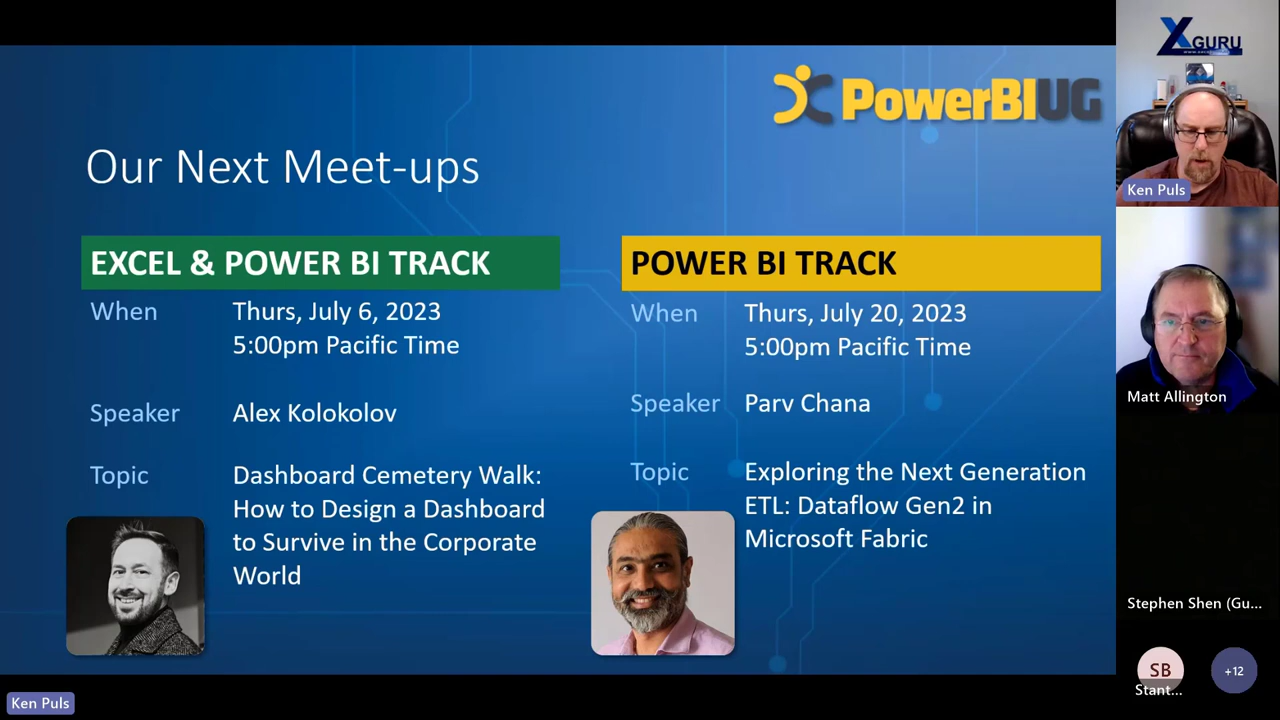 PowerBIUG
Our Next Meet-ups
EXCEL & POWER BI TRACK
When
Thurs, July 6, 2023
5:00pm Pacific Time
Speaker
Alex Kolokolov
Topic
Dashboard Cemetery Walk:
How to Design a Dashboard
to Survive in the Corporate
World
POWER BI TRACK
When
Thurs, July 20, 2023
5:00pm Pacific Time
Speaker
Parv Chana
Topic
Exploring the Next Generation
ETL: Dataflow Gen2 in
Microsoft Fabric
Ken Puls
GURU
Ken Puls
Matt Allington
Stephen Shen (Gu...
SB
Stant...
+12